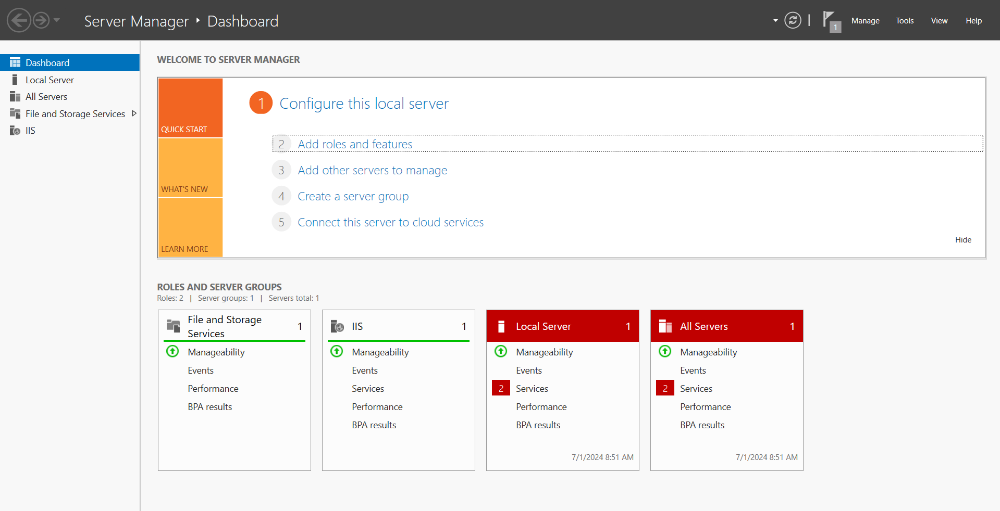 Server Manager ‣ Dashboard
1
Manage
Tools
View
Help
Dashboard
Local Server
All Servers
File and Storage Services
IIS
WELCOME TO SERVER MANAGER
QUICK START
WHAT'S NEW
LEARN MORE
1 Configure this local server
2 Add roles and features
3 Add other servers to manage
4 Create a server group
5 Connect this server to cloud services
Hide
ROLES AND SERVER GROUPS
Roles: 2 | Server groups: 1 | Servers total: 1
File and Storage
Services
1
Manageability
Events
Performance
BPA results
IIS 1
Manageability
Events
Services
Performance
BPA results
Local Server 1
Manageability
Events
2 Services
Performance
BPA results
7/1/2024 8:51 AM
All Servers 1
Manageability
Events
2 Services
Performance
BPA results
7/1/2024 8:51 AM